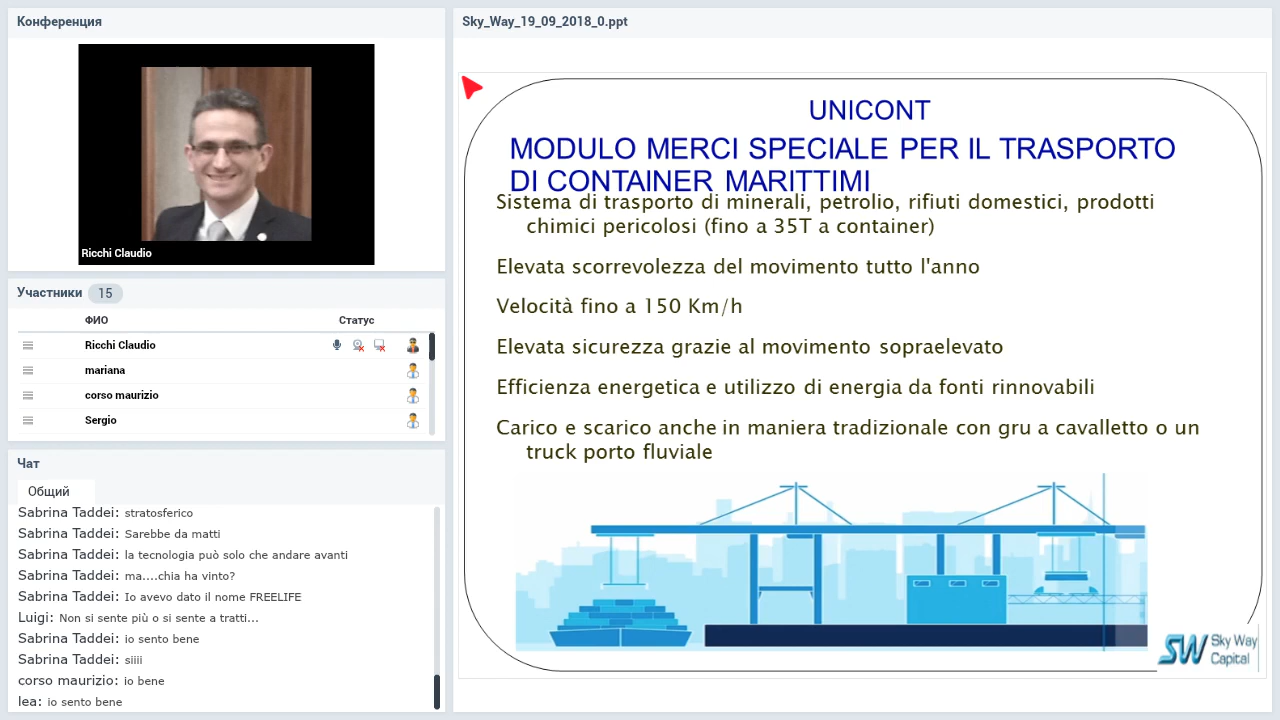 Конференция
Ricchi Claudio
Участники 15
ФИО Статус
Ricchi Claudio
mariana
corso maurizio
Sergio
Чат
Общий
Sabrina Taddei: stratosferico
Sabrina Taddei: Sarebbe da matti
Sabrina Taddei: la tecnologia può solo che andare avanti
Sabrina Taddei: ma....chia ha vinto?
Sabrina Taddei: Io avevo dato il nome FREELIFE
Luigi: Non si sente più o si sente a tratti...
Sabrina Taddei: io sento bene
Sabrina Taddei: siiii
corso maurizio: io bene
lea: io sento bene
Sky_Way_19_09_2018_0.ppt
UNICONT
MODULO MERCI SPECIALE PER IL TRASPORTO
DI CONTAINER MARITTIMI
Sistema di trasporto di minerali, petrolio, rifiuti domestici, prodotti
chimici pericolosi (fino a 35T a container)
Elevata scorrevolezza del movimento tutto l'anno
Velocità fino a 150 Km/h
Elevata sicurezza grazie al movimento sopraelevato
Efficienza energetica e utilizzo di energia da fonti rinnovabili
Carico e scarico anche in maniera tradizionale con gru a cavalletto o un
truck porto fluviale
SW Sky Way
Capital